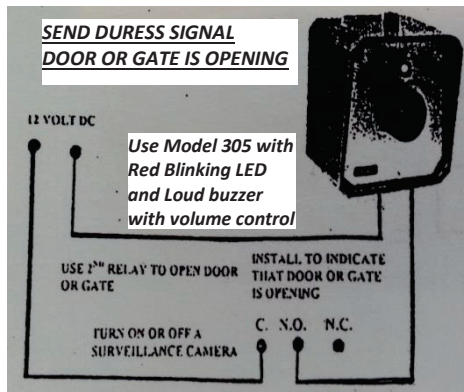 SEND DURESS SIGNAL
DOOR OR GATE IS OPENING
12 VOLT DC
Use Model 305 with
Red Blinking LED
and Loud buzzer
with volume control
USE 2ND RELAY TO OPEN DOOR
OR GATE
INSTALL TO INDICATE
THAT DOOR OR GATE
IS OPENING
TURN ON OR OFF A
SURVEILLANCE CAMERA
C. N.O. N.C.